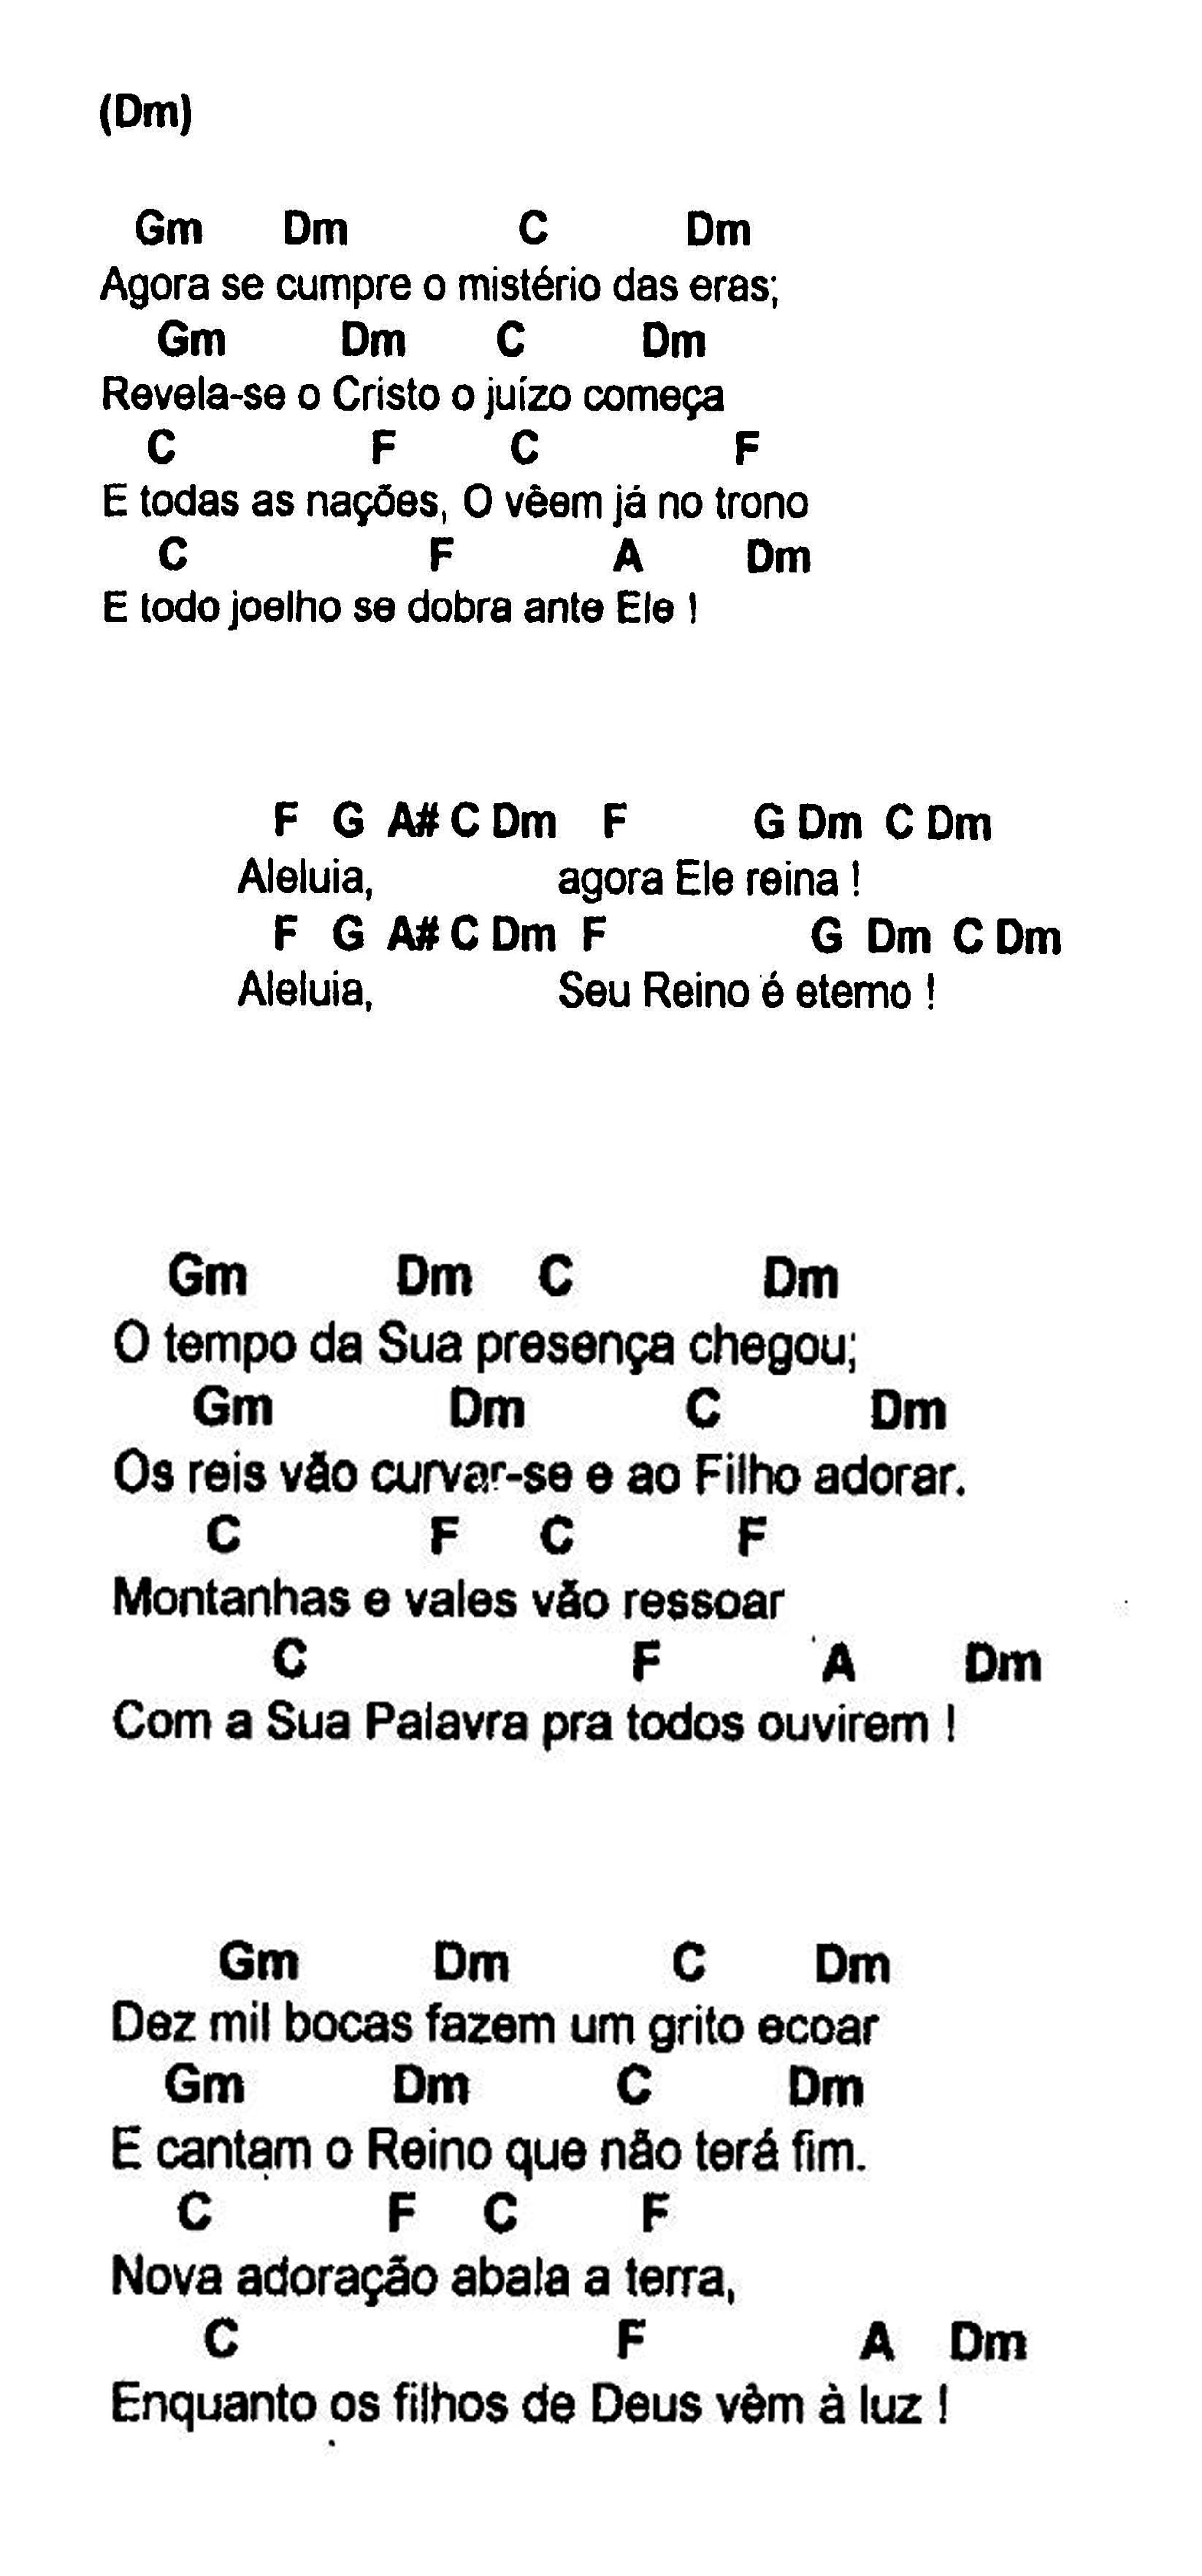 (Dm)
Gm Dm C Dm
Agora se cumpre o mistério das eras;
Gm Dm C Dm
Revela-se o Cristo o juízo começa
C F C F
E todas as nações, O vêem já no trono
C F A Dm
E todo joelho se dobra ante Ele !
F G A# C Dm F G Dm C Dm
Aleluia, agora Ele reina !
F G A# C Dm F G Dm C Dm
Aleluia, Seu Reino é eterno !
Gm Dm C Dm
O tempo da Sua presença chegou;
Gm Dm C Dm
Os reis vão curvar-se e ao Filho adorar.
C F C F
Montanhas e vales vão ressoar
C F A Dm
Com a Sua Palavra pra todos ouvirem !
Gm Dm C Dm
Dez mil bocas fazem um grito ecoar
Gm Dm C Dm
E cantam o Reino que não terá fim.
C F C F
Nova adoração abala a terra,
C F A Dm
Enquanto os filhos de Deus vêm à luz !